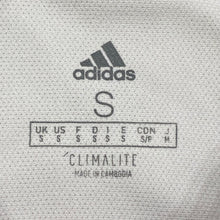 adidas
S
UK US F D I E CDN J
S S S S S S S/P M
CLIMALITE
MADE IN CAMBODIA